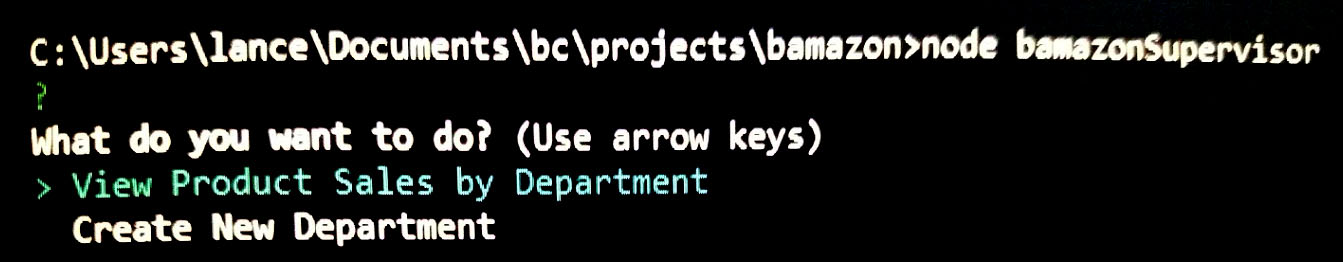 C:\Users\lance\Documents\bc\projects\bamazon>node bamazonSupervisor
?
What do you want to do? (Use arrow keys)
> View Product Sales by Department
Create New Department